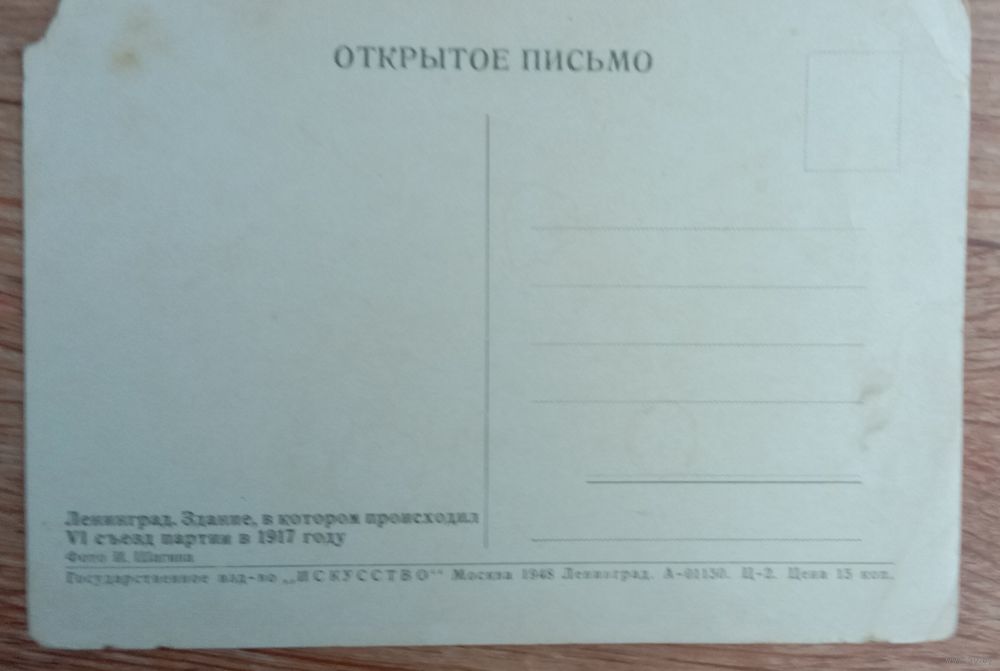 ОТКРЫТОЕ ПИСЬМО
Ленинград. Здание, в котором происходил
VI съезд партии в 1917 году
Фото И. Шагина
Государственное изд-во „ИСКУССТВО“ Москва 1948 Ленинград. А-01150. Ц-2. Цена 15 коп.